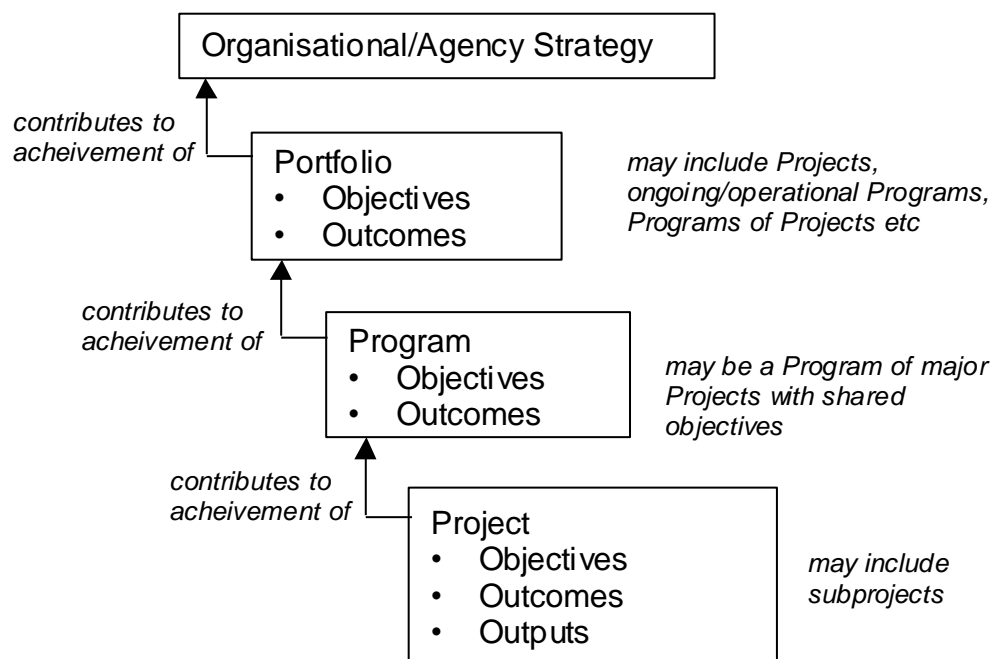 Organisational/Agency Strategy
contributes to
acheivement of
Portfolio
• Objectives
• Outcomes
may include Projects,
ongoing/operational Programs,
Programs of Projects etc
contributes to
acheivement of
Program
• Objectives
• Outcomes
may be a Program of major
Projects with shared
objectives
contributes to
acheivement of
Project
• Objectives
• Outcomes
• Outputs
may include
subprojects